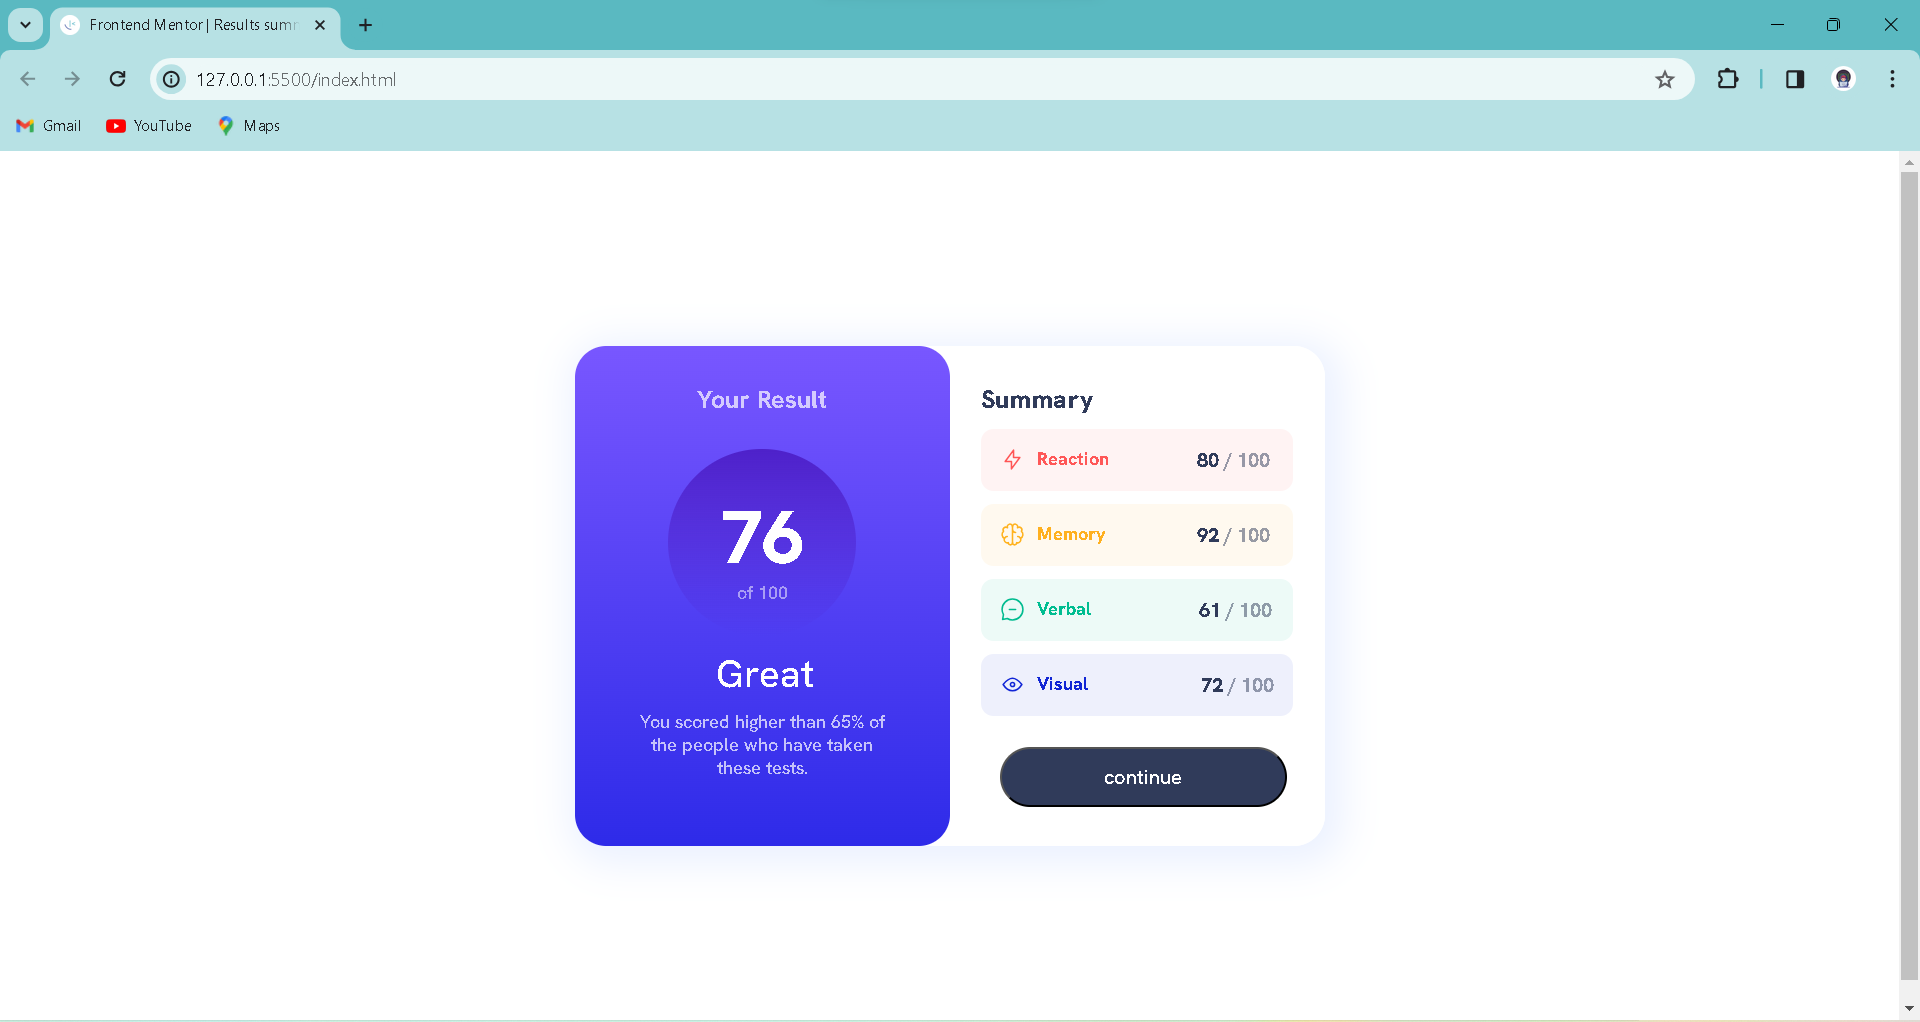 Frontend Mentor | Results sum
127.0.0.1:5500/index.html
Gmail YouTube Maps
Your Result
76
of 100
Great
You scored higher than 65% of
the people who have taken
these tests.
Summary
Reaction 80 / 100
Memory 92 / 100
Verbal 61 / 100
Visual 72 / 100
continue